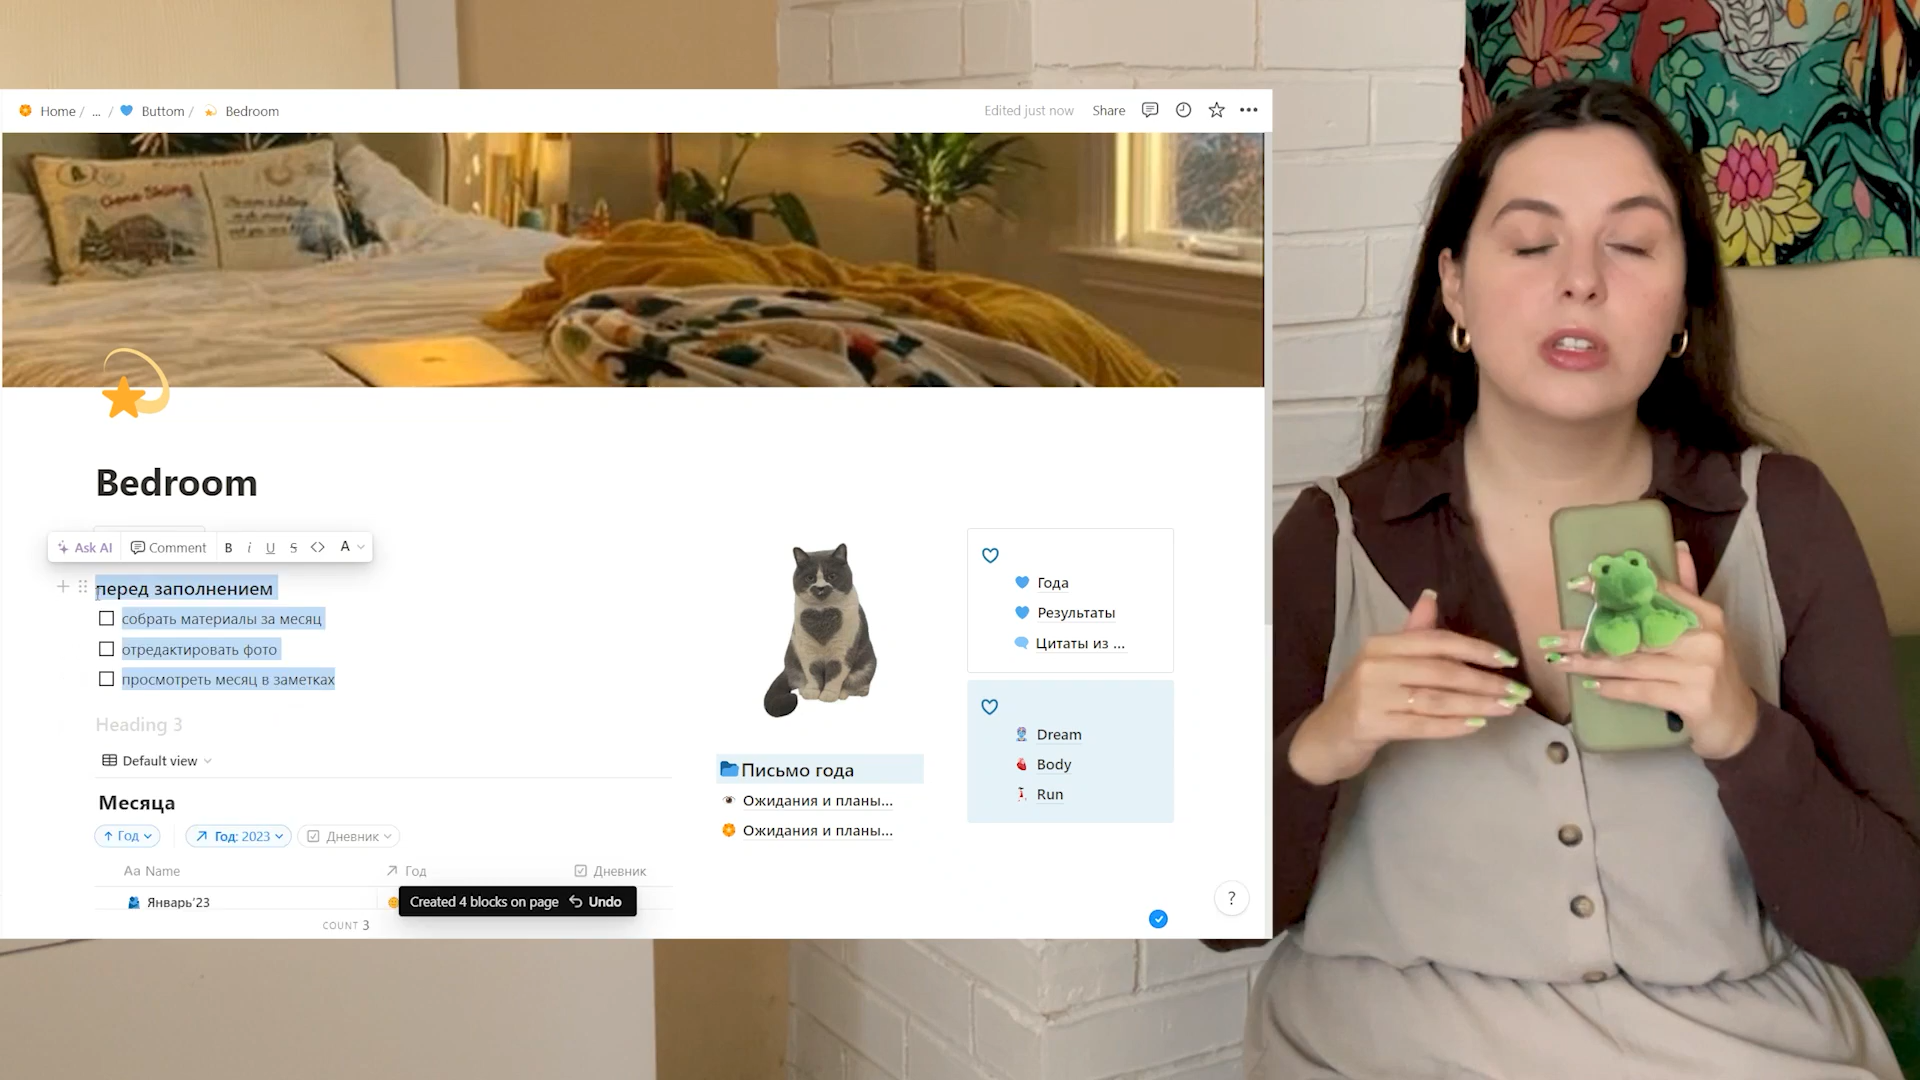 Home / ... / Buttom / Bedroom
Edited just now Share
Gone Skiing
Bedroom
Ask AI Comment B i U S <> A
перед заполнением
собрать материалы за месяц
отредактировать фото
просмотреть месяц в заметках
Heading 3
Default view
Месяца
Год Год: 2023 Дневник
Aa Name Год Дневник
Январь'23
Created 4 blocks on page Undo
COUNT 3
Письмо года
Ожидания и планы...
Ожидания и планы...
Года
Результаты
Цитаты из ...
Dream
Body
Run
?